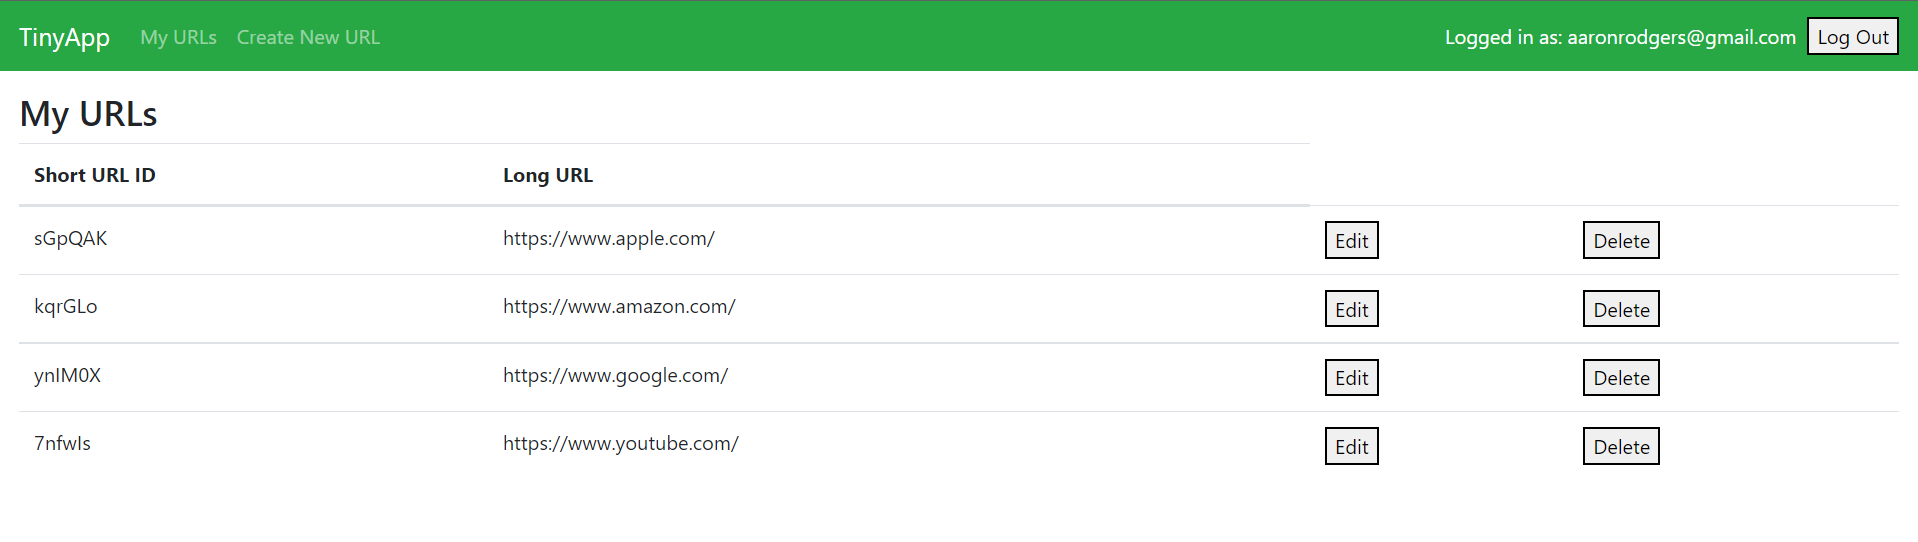 TinyApp My URLs Create New URL Logged in as: aaronrodgers@gmail.com Log Out
My URLs
Short URL ID Long URL
sGpQAK https://www.apple.com/ Edit Delete
kqrGLo https://www.amazon.com/ Edit Delete
ynIM0X https://www.google.com/ Edit Delete
7nfwIs https://www.youtube.com/ Edit Delete